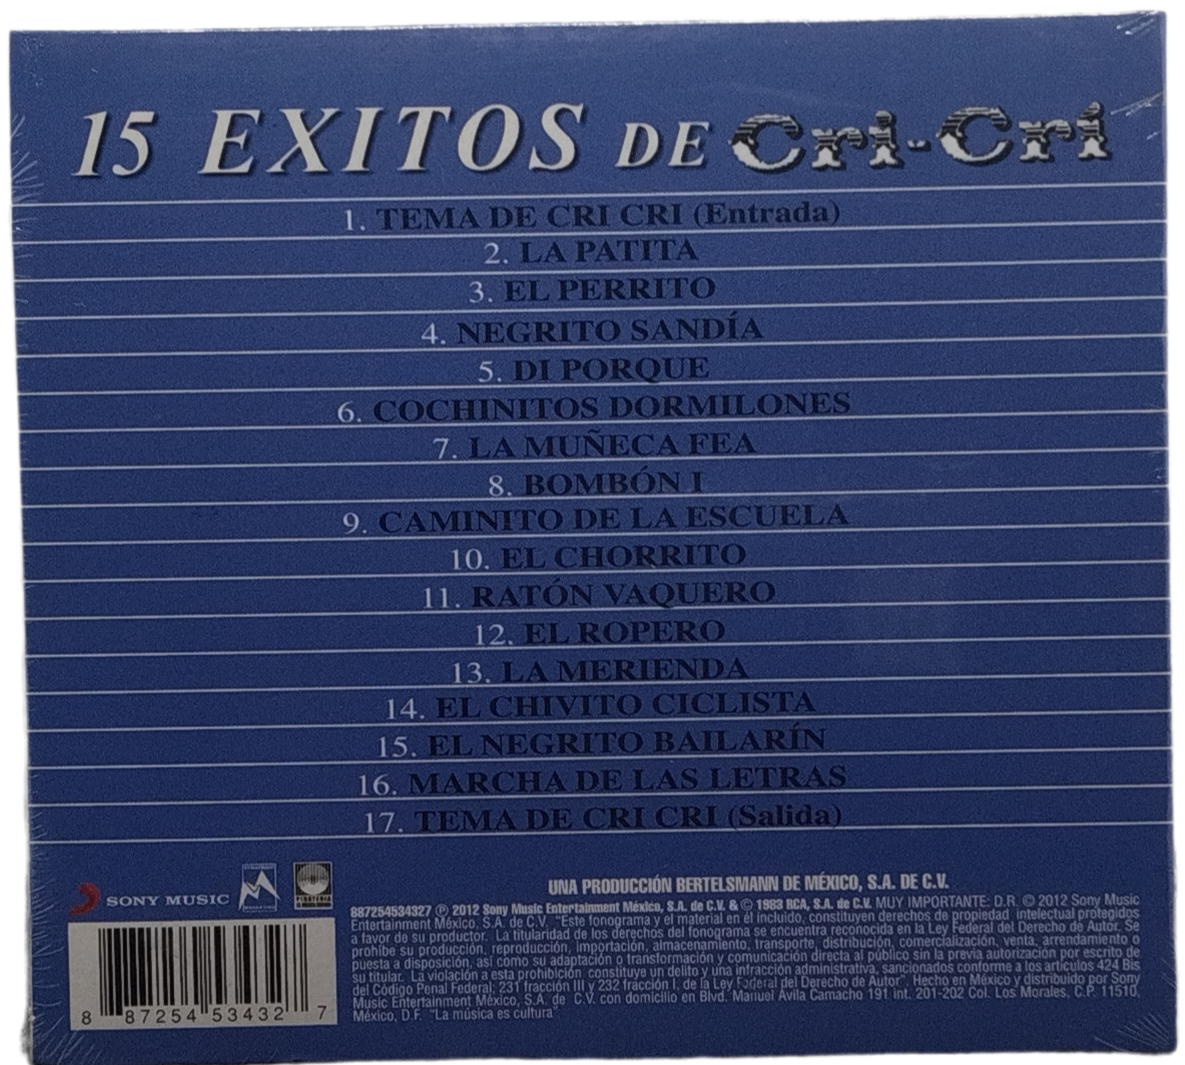 15 EXITOS DE Cri-Cri
1. TEMA DE CRI CRI (Entrada)
2. LA PATITA
3. EL PERRITO
4. NEGRITO SANDÍA
5. DI PORQUE
6. COCHINITOS DORMILONES
7. LA MUÑECA FEA
8. BOMBÓN I
9. CAMINITO DE LA ESCUELA
10. EL CHORRITO
11. RATÓN VAQUERO
12. EL ROPERO
13. LA MERIENDA
14. EL CHIVITO CICLISTA
15. EL NEGRITO BAILARÍN
16. MARCHA DE LAS LETRAS
17. TEMA DE CRI CRI (Salida)
SONY MUSIC
UNA PRODUCCIÓN BERTELSMANN DE MÉXICO, S.A. DE C.V.
887254534327 Ⓟ 2012 Sony Music Entertainment México, S.A. de C.V. & © 1983 RCA, S.A. de C.V. MUY IMPORTANTE: D.R. © 2012 Sony Music
Entertainment México, S.A. de C.V. "Este fonograma y el material en él incluido, constituyen derechos de propiedad intelectual protegidos
a favor de su productor. La titularidad de los derechos del fonograma se encuentra reconocida en la Ley Federal del Derecho de Autor. Se
prohibe su producción, reproducción, importación, almacenamiento, transporte, distribución, comercialización, venta, arrendamiento o
puesta a disposición, así como su adaptación o transformación y comunicación directa al público sin la previa autorización por escrito de
su titular. La violación a esta prohibición constituye un delito y una infracción administrativa, sancionados conforme a los artículos 424 Bis
del Código Penal Federal; 231 fracción III y 232 fracción I, de la Ley Federal del Derecho de Autor". Hecho en México y distribuido por Sony
Music Entertainment México, S.A. de C.V. con domicilio en Blvd. Manuel Ávila Camacho 191 int. 201-202 Col. Los Morales, C.P. 11510,
México, D.F. "La música es cultura"
8 87254 53432 7